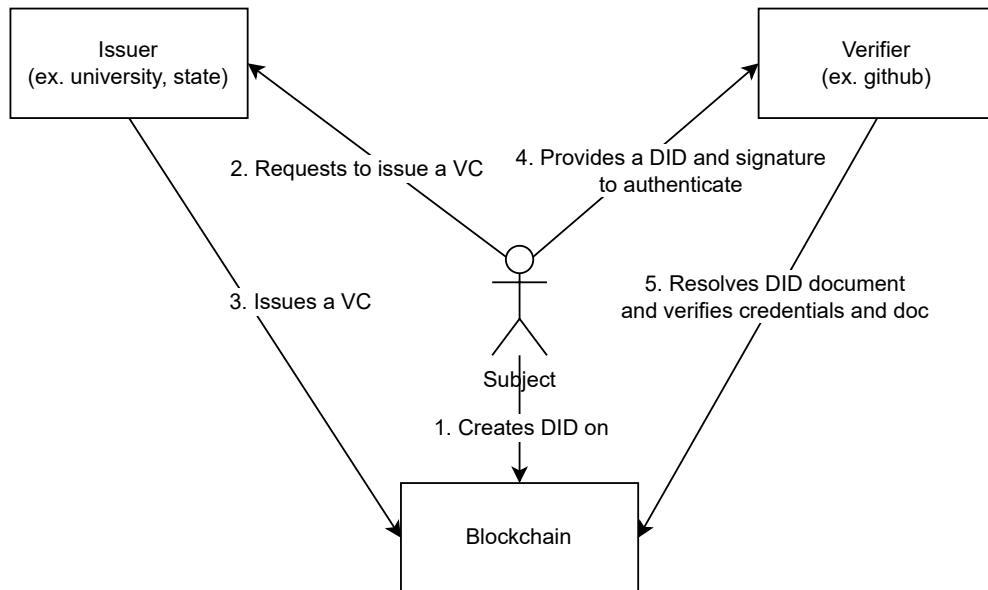 Issuer
(ex. university, state)
Verifier
(ex. github)
2. Requests to issue a VC
4. Provides a DID and signature
to authenticate
3. Issues a VC
5. Resolves DID document
and verifies credentials and doc
Subject
1. Creates DID on
Blockchain